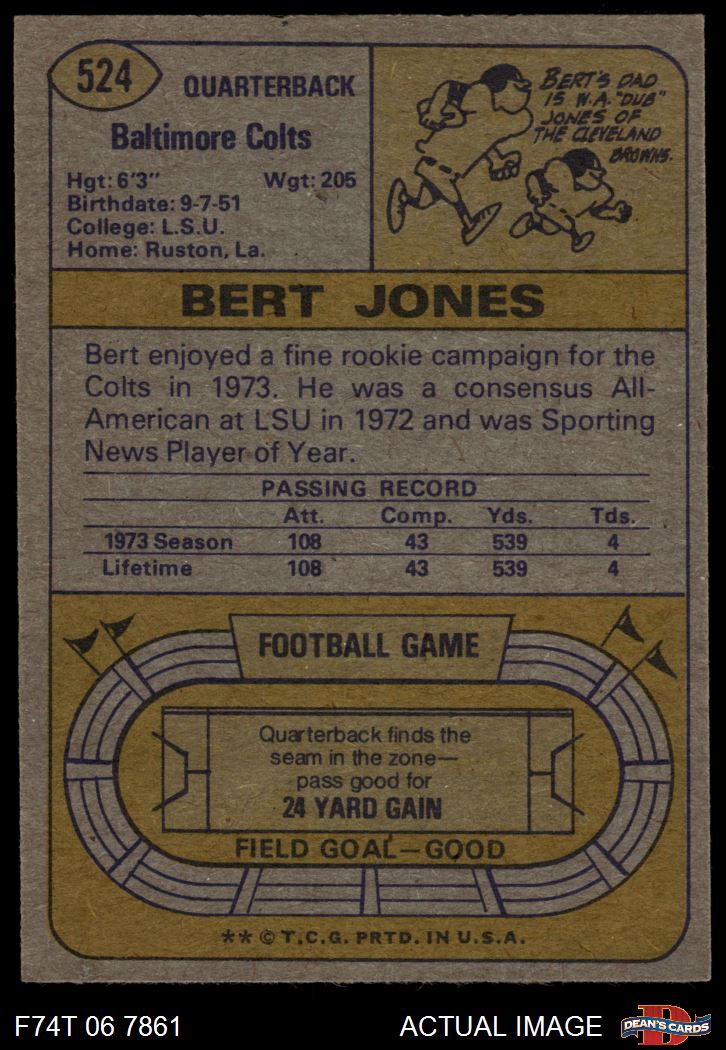 524
QUARTERBACK
Baltimore Colts
Hgt: 6'3" Wgt: 205
Birthdate: 9-7-51
College: L.S.U.
Home: Ruston, La.
BERT'S DAD
IS W.A. "DUB"
JONES OF
THE CLEVELAND
BROWNS.
BERT JONES
Bert enjoyed a fine rookie campaign for the
Colts in 1973. He was a consensus All-
American at LSU in 1972 and was Sporting
News Player of Year.
PASSING RECORD
Att. Comp. Yds. Tds.
1973 Season 108 43 539 4
Lifetime 108 43 539 4
FOOTBALL GAME
Quarterback finds the
seam in the zone—
pass good for
24 YARD GAIN
FIELD GOAL—GOOD
** © T.C.G. PRTD. IN U.S.A.
F74T 06 7861 ACTUAL IMAGE
D
DEAN'S CARDS